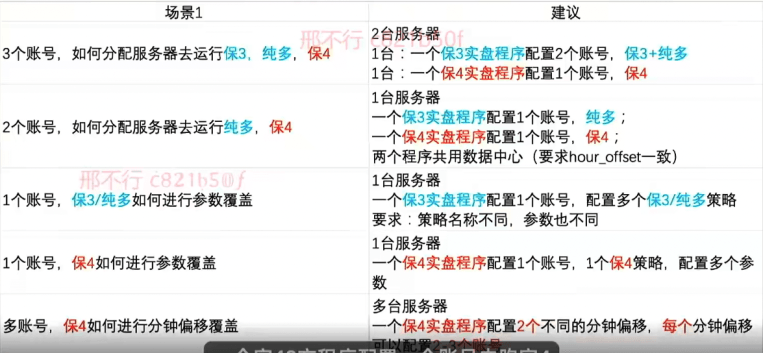 场景1
建议
3个账号，如何分配服务器去运行保3，纯多，保4
2台服务器
1台：一个保3实盘程序配置2个账号，保3+纯多
1台：一个保4实盘程序配置1个账号，保4
邢不行 c821b50f
2个账号，如何分配服务器去运行纯多，保4
1台服务器
一个保3实盘程序配置1个账号，纯多；
一个保4实盘程序配置1个账号，保4；
两个程序共用数据中心（要求hour_offset一致）
邢不行 c821b50f
1个账号，保3/纯多如何进行参数覆盖
1台服务器
一个保3实盘程序配置1个账号，配置多个保3/纯多策略
要求：策略名称不同，参数也不同
1个账号，保4如何进行参数覆盖
1台服务器
一个保4实盘程序配置1个账号，1个保4策略，配置多个参
数
多账号，保4如何进行分钟偏移覆盖
多台服务器
一个保4实盘程序配置2个不同的分钟偏移，每个分钟偏移
可以配置2-3个账号